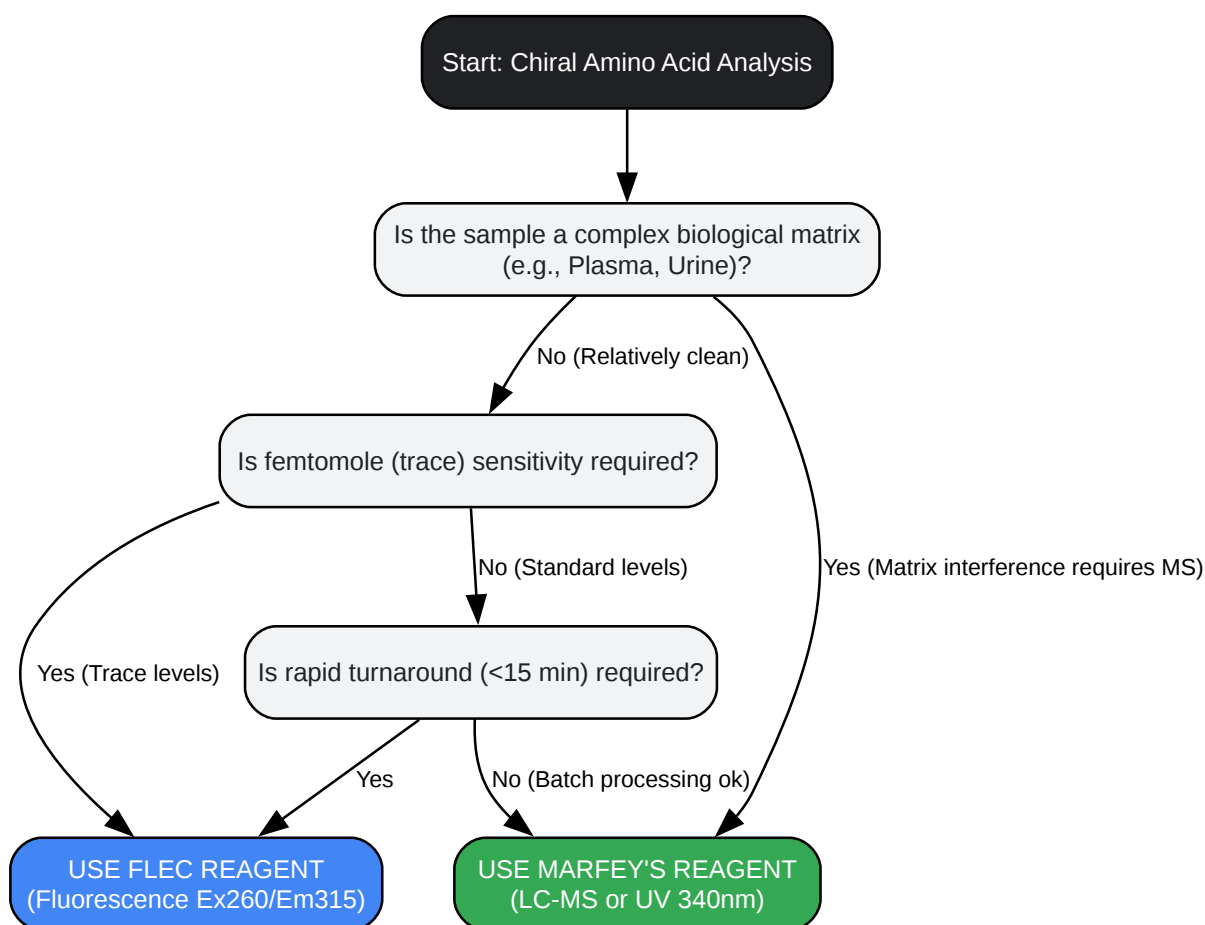 Start: Chiral Amino Acid Analysis
Is the sample a complex biological matrix
(e.g., Plasma, Urine)?
No (Relatively clean)
Is femtomole (trace) sensitivity required?
No (Standard levels)
Yes (Matrix interference requires MS)
Yes (Trace levels)
Is rapid turnaround (<15 min) required?
Yes
No (Batch processing ok)
USE FLEC REAGENT
(Fluorescence Ex260/Em315)
USE MARFEY'S REAGENT
(LC-MS or UV 340nm)